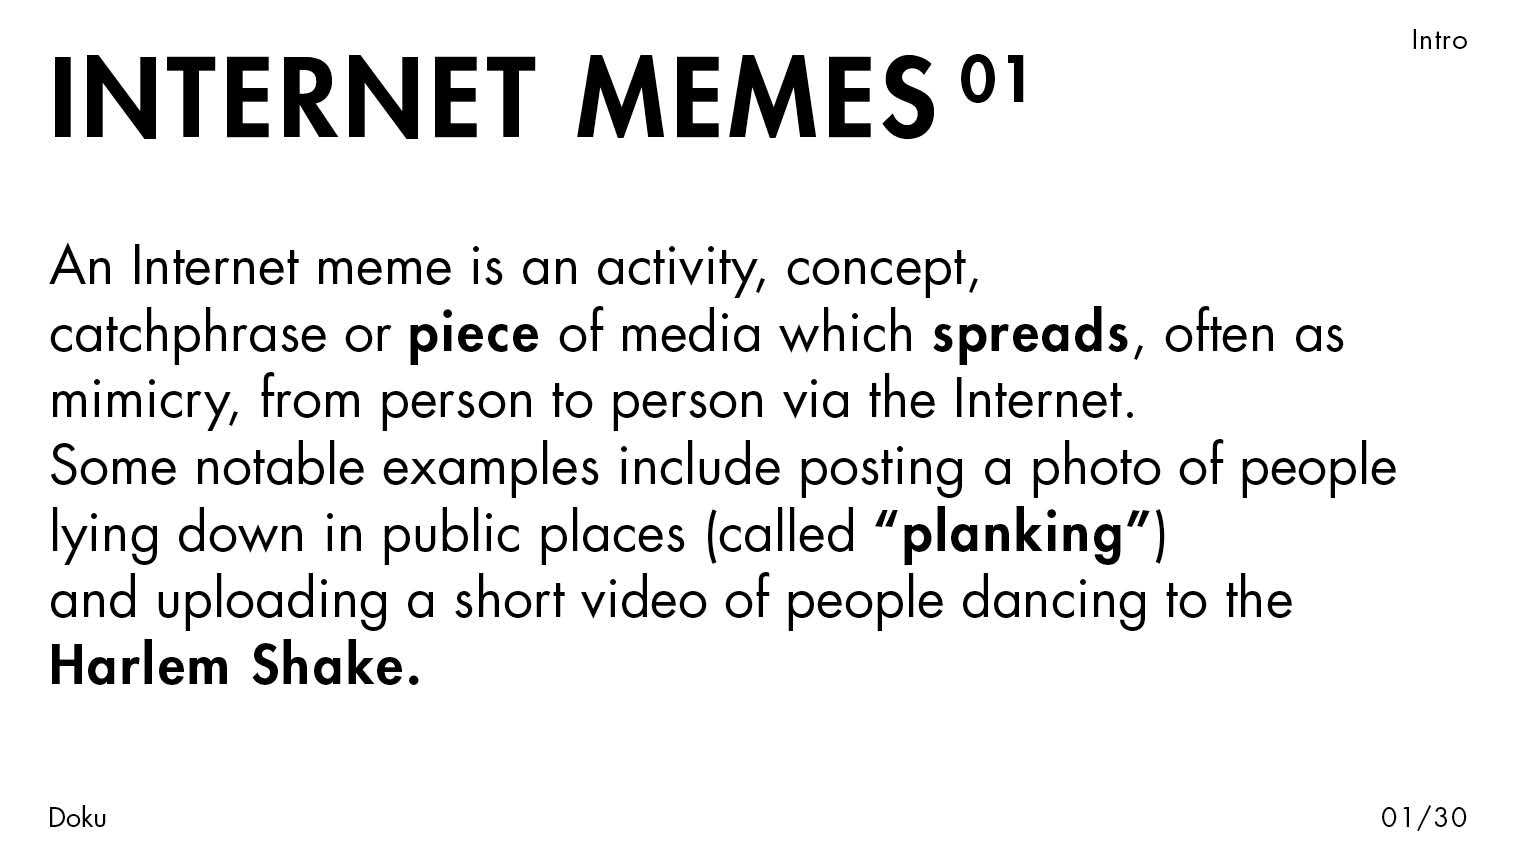 Intro
INTERNET MEMES 01
An Internet meme is an activity, concept,
catchphrase or piece of media which spreads, often as
mimicry, from person to person via the Internet.
Some notable examples include posting a photo of people
lying down in public places (called “planking”)
and uploading a short video of people dancing to the
Harlem Shake.
Doku
01/30